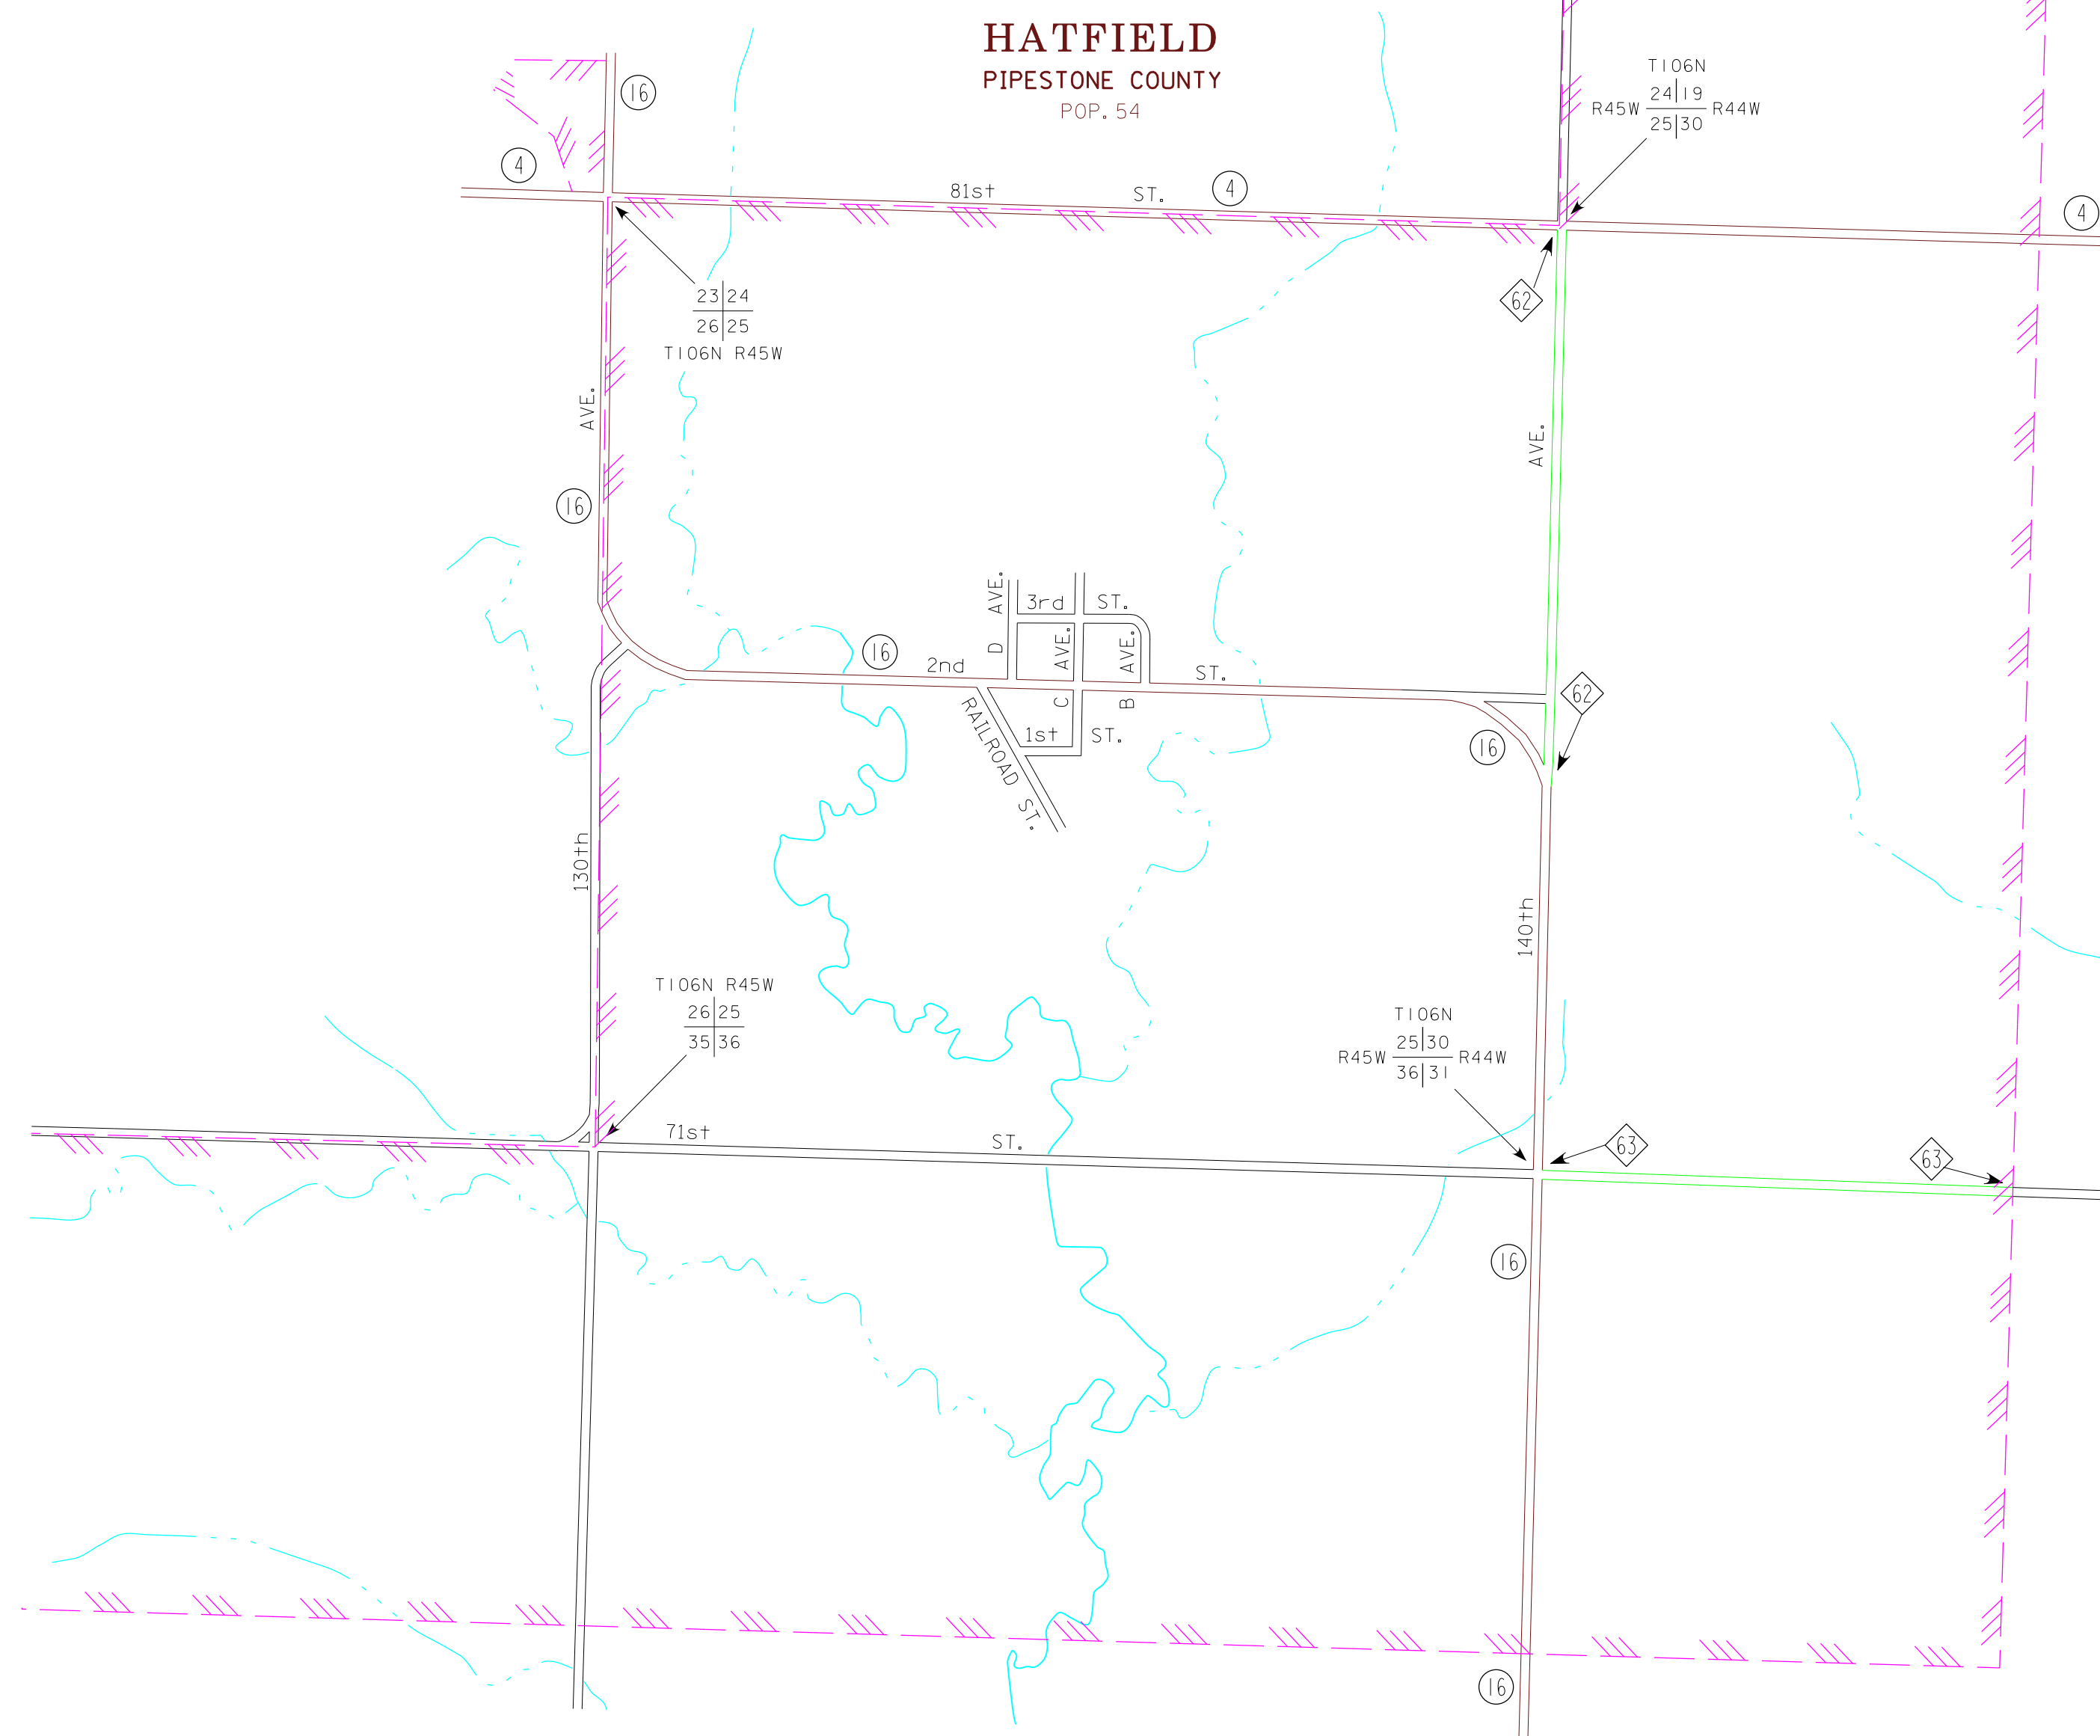 HATFIELD
PIPESTONE COUNTY
POP. 54
16
T106N
24|19
R45W R44W
25|30
4
81st ST.
4
4
23|24
26|25
T106N R45W
62
AVE.
AVE.
16
D AVE.
3rd ST.
C AVE.
B AVE.
16
2nd ST.
62
RAILROAD ST.
1st ST.
16
130th
140th
T106N R45W
26|25
35|36
T106N
25|30
R45W R44W
36|31
71st ST.
63
63
16
16